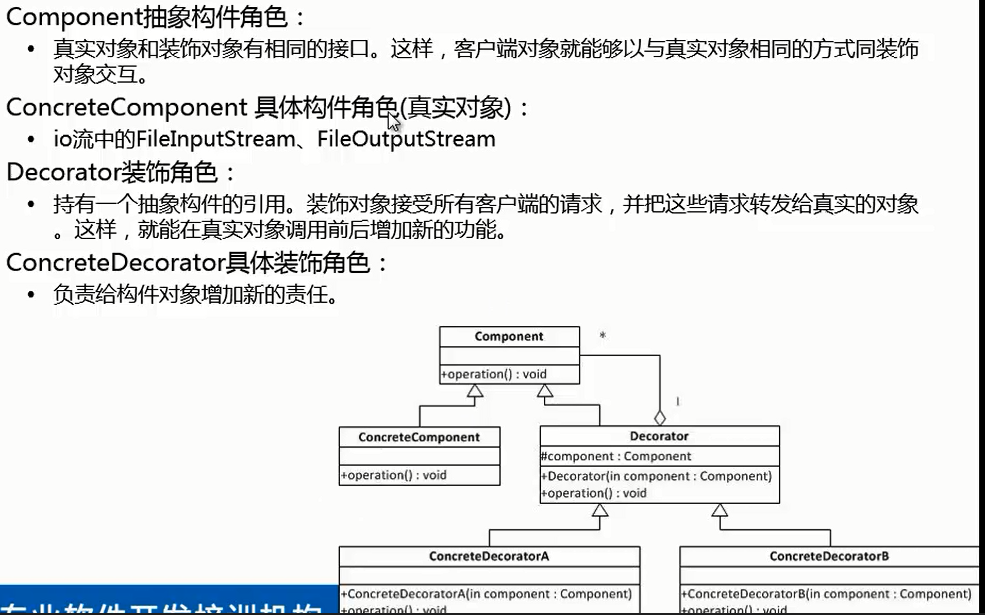 Component抽象构件角色：
• 真实对象和装饰对象有相同的接口。这样，客户端对象就能够以与真实对象相同的方式同装饰
对象交互。
ConcreteComponent 具体构件角色(真实对象)：
• io流中的FileInputStream、FileOutputStream
Decorator装饰角色：
• 持有一个抽象构件的引用。装饰对象接受所有客户端的请求，并把这些请求转发给真实的对象
。这样，就能在真实对象调用前后增加新的功能。
ConcreteDecorator具体装饰角色：
• 负责给构件对象增加新的责任。
Component
*
+operation() : void
1
ConcreteComponent
+operation() : void
Decorator
#component : Component
+Decorator(in component : Component)
+operation() : void
ConcreteDecoratorA
+ConcreteDecoratorA(in component : Component)
+operation() : void
ConcreteDecoratorB
+ConcreteDecoratorB(in component : Component)
+operation() : void
专业软件开发培训机构